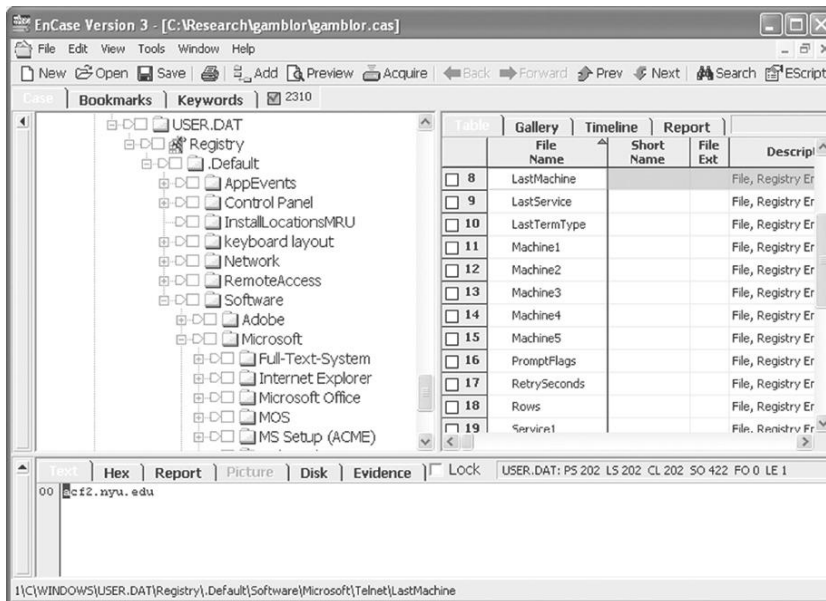 EnCase Version 3 - [C:\Research\gamblor\gamblor.cas]
File Edit View Tools Window Help
New Open Save Add Preview Acquire Back Forward Prev Next Search EScript
Case Bookmarks Keywords 2310
USER.DAT
Registry
.Default
AppEvents
Control Panel
InstallLocationsMRU
keyboard layout
Network
RemoteAccess
Software
Adobe
Microsoft
Full-Text-System
Internet Explorer
Microsoft Office
MOS
MS Setup (ACME)
Table Gallery Timeline Report
File Name Short Name File Ext Descript
8 LastMachine File, Registry En
9 LastService File, Registry En
10 LastTermType File, Registry En
11 Machine1 File, Registry En
12 Machine2 File, Registry En
13 Machine3 File, Registry En
14 Machine4 File, Registry En
15 Machine5 File, Registry En
16 PromptFlags File, Registry En
17 RetrySeconds File, Registry En
18 Rows File, Registry En
19 Service1 File, Registry En
Text Hex Report Picture Disk Evidence Lock USER.DAT: PS 202 LS 202 CL 202 SO 422 FO 0 LE 1
00 acf2.nyu.edu
1\C\WINDOWS\USER.DAT\Registry\.Default\Software\Microsoft\Telnet\LastMachine